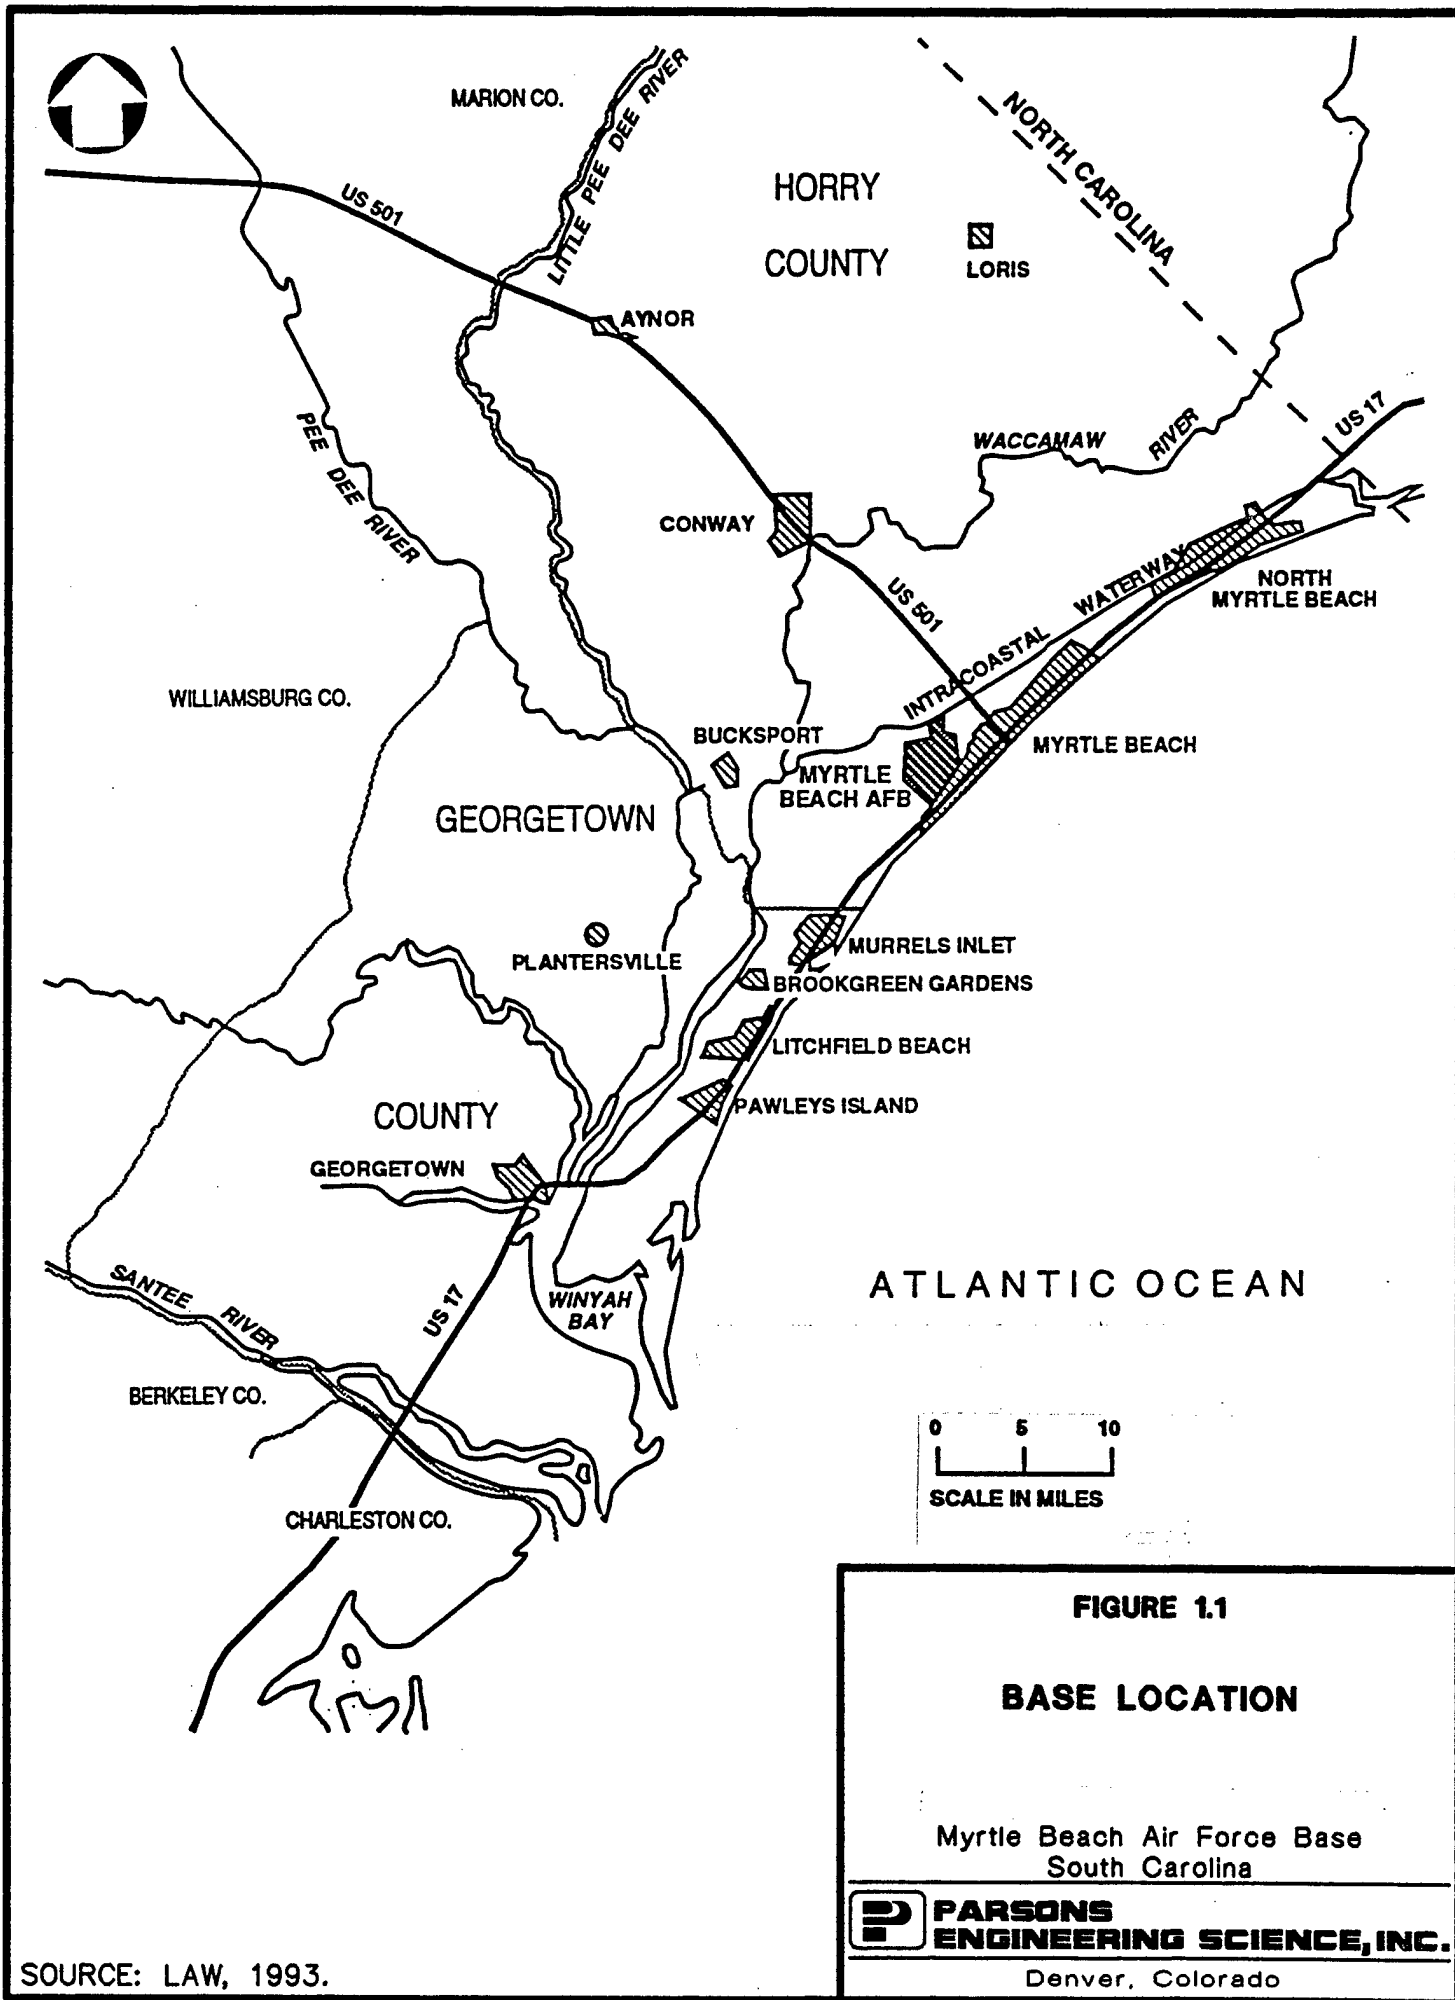 MARION CO.
LITTLE PEE DEE RIVER
HORRY
COUNTY
NORTH CAROLINA
LORIS
US 501
AYNOR
US 17
PEE DEE RIVER
WACCAMAW
RIVER
CONWAY
US 501
INTRACOASTAL
WATERWAY
NORTH
MYRTLE BEACH
WILLIAMSBURG CO.
BUCKSPORT
MYRTLE BEACH
MYRTLE
BEACH AFB
GEORGETOWN
PLANTERSVILLE
MURRELS INLET
BROOKGREEN GARDENS
LITCHFIELD BEACH
PAWLEYS ISLAND
COUNTY
GEORGETOWN
SANTEE RIVER
US 17
WINYAH
BAY
ATLANTIC OCEAN
BERKELEY CO.
CHARLESTON CO.
0 5 10
SCALE IN MILES
FIGURE 1.1
BASE LOCATION
Myrtle Beach Air Force Base
South Carolina
PARSONS
ENGINEERING SCIENCE, INC.
Denver, Colorado
SOURCE: LAW, 1993.